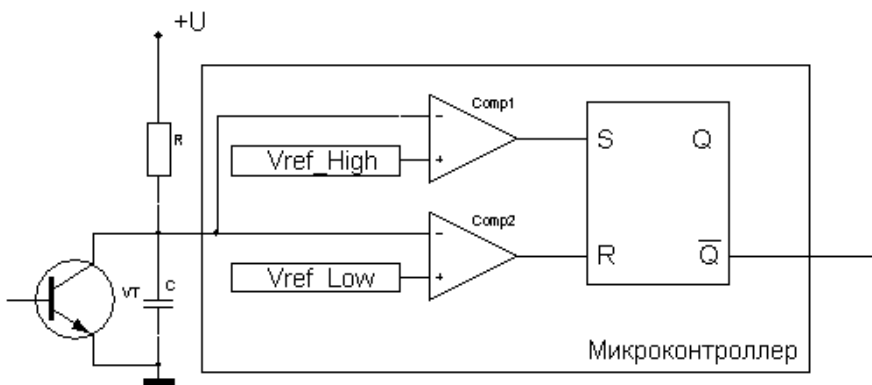 +U
R
Comp1
Vref_High
S
Q
Comp2
VT
C
Vref_Low
R
Q
Микроконтроллер